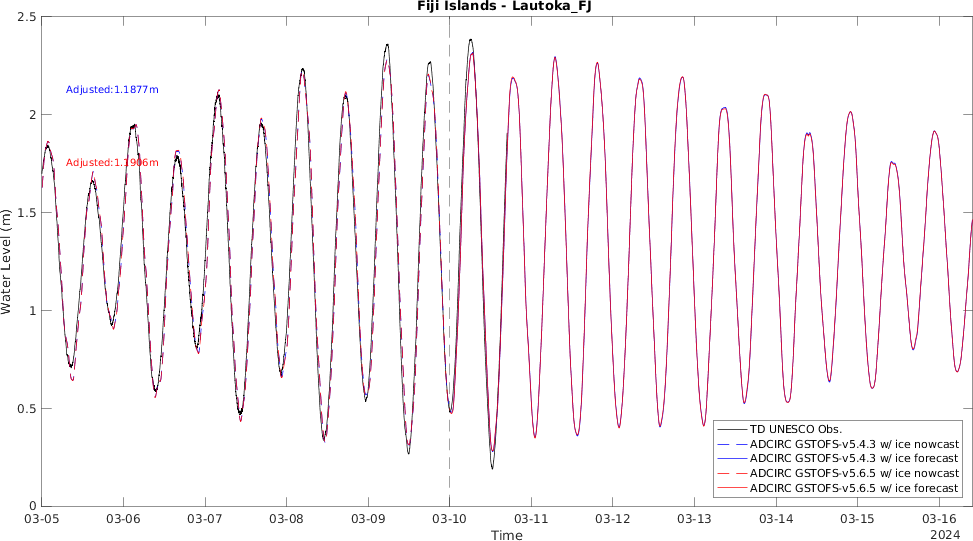 Fiji Islands - Lautoka_FJ
2.5
2
1.5
1
0.5
0
Water Level (m)
Adjusted:1.1877m
Adjusted:1.1906m
TD UNESCO Obs.
ADCIRC GSTOFS-v5.4.3 w/ ice nowcast
ADCIRC GSTOFS-v5.4.3 w/ ice forecast
ADCIRC GSTOFS-v5.6.5 w/ ice nowcast
ADCIRC GSTOFS-v5.6.5 w/ ice forecast
03-05 03-06 03-07 03-08 03-09 03-10 03-11 03-12 03-13 03-14 03-15 03-16
Time
2024